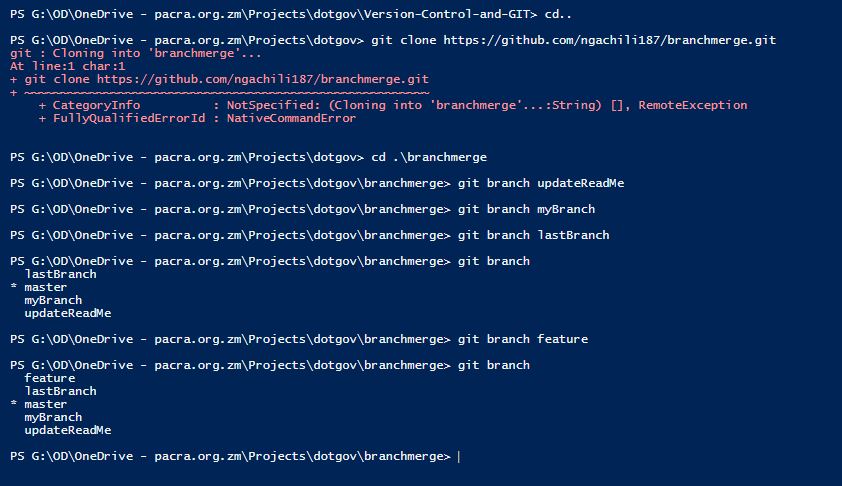 PS G:\OD\OneDrive - pacra.org.zm\Projects\dotgov\Version-Control-and-GIT> cd..
PS G:\OD\OneDrive - pacra.org.zm\Projects\dotgov> git clone https://github.com/ngachili187/branchmerge.git
git : Cloning into 'branchmerge'...
At line:1 char:1
+ git clone https://github.com/ngachili187/branchmerge.git
+ ~~~~~~~~~~~~~~~~~~~~~~~~~~~~~~~~~~~~~~~~~~~~~~~~~~~~~~~~
    + CategoryInfo          : NotSpecified: (Cloning into 'branchmerge'...:String) [], RemoteException
    + FullyQualifiedErrorId : NativeCommandError
PS G:\OD\OneDrive - pacra.org.zm\Projects\dotgov> cd .\branchmerge
PS G:\OD\OneDrive - pacra.org.zm\Projects\dotgov\branchmerge> git branch updateReadMe
PS G:\OD\OneDrive - pacra.org.zm\Projects\dotgov\branchmerge> git branch myBranch
PS G:\OD\OneDrive - pacra.org.zm\Projects\dotgov\branchmerge> git branch lastBranch
PS G:\OD\OneDrive - pacra.org.zm\Projects\dotgov\branchmerge> git branch
  lastBranch
* master
  myBranch
  updateReadMe
PS G:\OD\OneDrive - pacra.org.zm\Projects\dotgov\branchmerge> git branch feature
PS G:\OD\OneDrive - pacra.org.zm\Projects\dotgov\branchmerge> git branch
  feature
  lastBranch
* master
  myBranch
  updateReadMe
PS G:\OD\OneDrive - pacra.org.zm\Projects\dotgov\branchmerge>